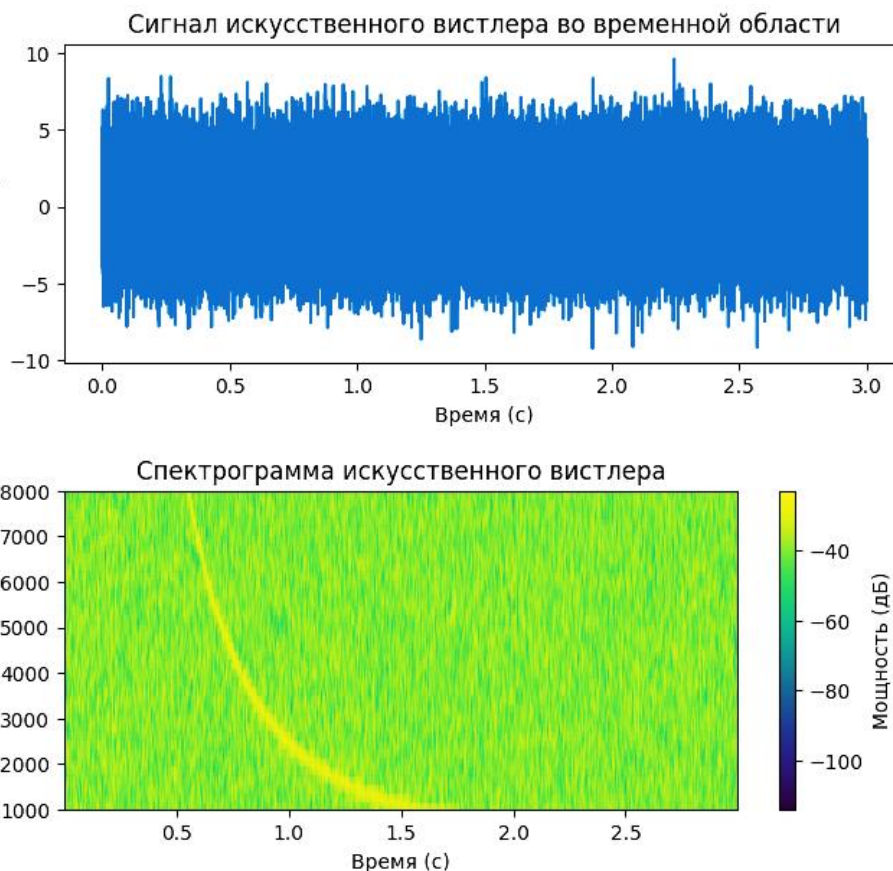 Сигнал искусственного вистлера во временной области
10
5
0
−5
−10
0.0 0.5 1.0 1.5 2.0 2.5 3.0
Время (с)
Спектрограмма искусственного вистлера
8000
7000
6000
5000
4000
3000
2000
1000
0.5 1.0 1.5 2.0 2.5
Время (с)
−40
−60
−80
−100
Мощность (дБ)